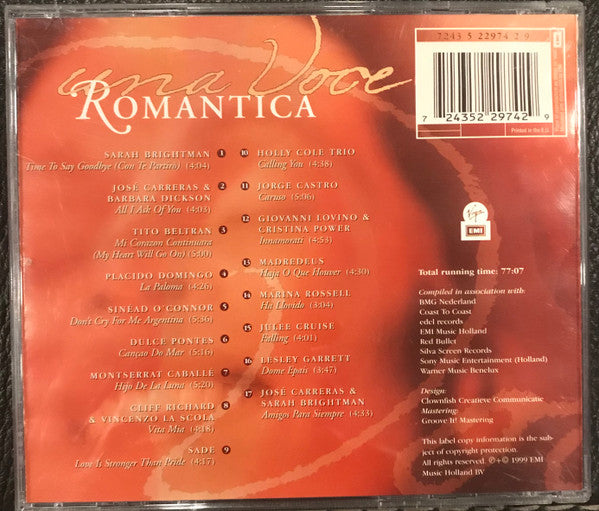 una Voce
ROMANTICA
7243 5 22974 2 9
7 24352 29742 9
Printed in the E.U.
SARAH BRIGHTMAN 1
Time To Say Goodbye (Con Te Partiro) (4:04)
JOSÉ CARRERAS & 2
BARBARA DICKSON
All I Ask Of You (4:03)
TITO BELTRAN 3
Mi Corazon Continuara
(My Heart Will Go On) (5:00)
PLACIDO DOMINGO 4
La Paloma (4:26)
SINÉAD O'CONNOR 5
Don't Cry For Me Argentina (5:36)
DULCE PONTES 6
Cançao Do Mar (5:16)
MONTSERRAT CABALLÉ 7
Hijo De La Luna (5:20)
CLIFF RICHARD 8
& VINCENZO LA SCOLA
Vita Mia (4:18)
SADE 9
Love Is Stronger Than Pride (4:17)
10 HOLLY COLE TRIO
Calling You (4:38)
11 JORGE CASTRO
Caruso (5:06)
12 GIOVANNI LOVINO &
CRISTINA POWER
Innamorati (4:53)
13 MADREDEUS
Haja O Que Houver (4:30)
14 MARINA ROSSELL
Ha Llovido (3:04)
15 JULEE CRUISE
Falling (4:01)
16 LESLEY GARRETT
Dome Épais (3:47)
17 JOSÉ CARRERAS &
SARAH BRIGHTMAN
Amigos Para Siempre (4:33)
Virgin
EMI
Total running time: 77:07
Compiled in association with:
BMG Nederland
Coast To Coast
edel records
EMI Music Holland
Red Bullet
Silva Screen Records
Sony Music Entertainment (Holland)
Warner Music Benelux
Design:
Clownfish Creatieve Communicatie
Mastering:
Groove It! Mastering
This label copy information is the sub-
ject of copyright protection.
All rights reserved. ℗+© 1999 EMI
Music Holland BV